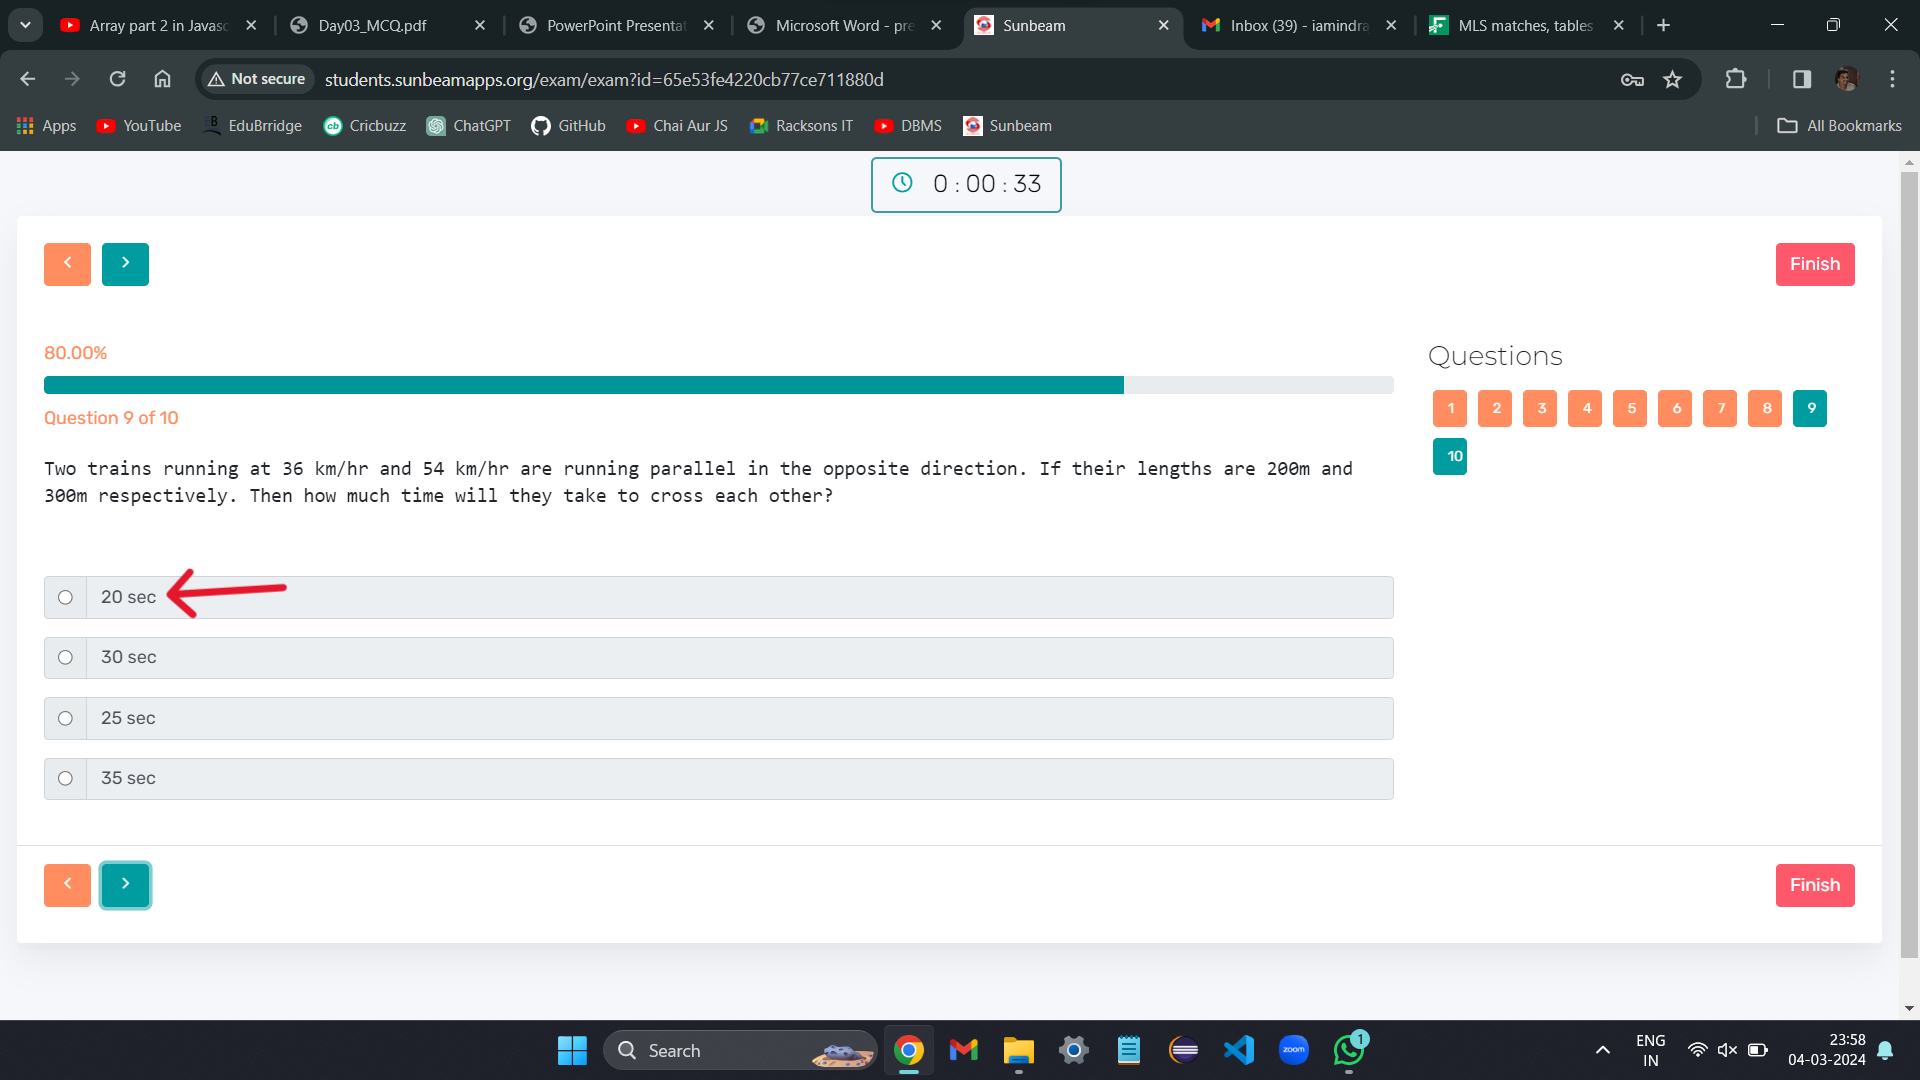 Array part 2 in Javasc
Day03_MCQ.pdf
PowerPoint Presentat
Microsoft Word - pre
Sunbeam
Inbox (39) - iamindra
MLS matches, tables
Not secure
students.sunbeamapps.org/exam/exam?id=65e53fe4220cb77ce711880d
Apps
YouTube
B
EduBrridge
cb
Cricbuzz
ChatGPT
GitHub
Chai Aur JS
Racksons IT
DBMS
Sunbeam
All Bookmarks
0 : 00 : 33
Finish
80.00%
Question 9 of 10
Two trains running at 36 km/hr and 54 km/hr are running parallel in the opposite direction. If their lengths are 200m and
300m respectively. Then how much time will they take to cross each other?
20 sec
30 sec
25 sec
35 sec
Questions
1 2 3 4 5 6 7 8 9
10
Finish
Search
zoom
1
ENG
IN
23:58
04-03-2024